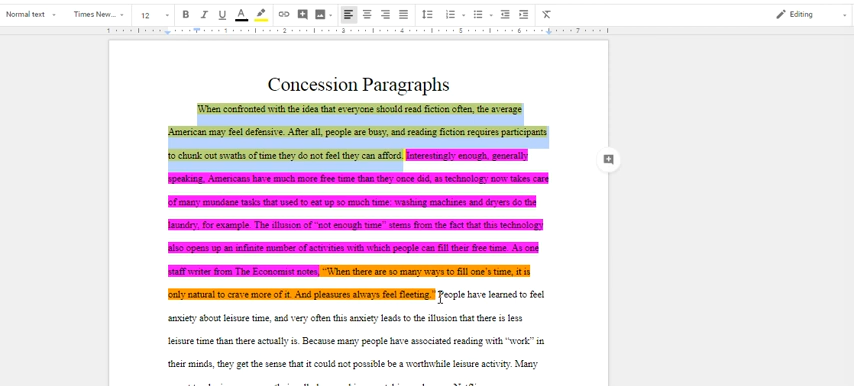 Normal text Times New... 12 B I U A Editing
1 1 2 3 4 5 6 7
Concession Paragraphs
When confronted with the idea that everyone should read fiction often, the average
American may feel defensive. After all, people are busy, and reading fiction requires participants
to chunk out swaths of time they do not feel they can afford. Interestingly enough, generally
speaking, Americans have much more free time than they once did, as technology now takes care
of many mundane tasks that used to eat up so much time: washing machines and dryers do the
laundry, for example. The illusion of “not enough time” stems from the fact that this technology
also opens up an infinite number of activities with which people can fill their free time. As one
staff writer from The Economist notes, “When there are so many ways to fill one’s time, it is
only natural to crave more of it. And pleasures always feel fleeting.” People have learned to feel
anxiety about leisure time, and very often this anxiety leads to the illusion that there is less
leisure time than there actually is. Because many people have associated reading with “work” in
their minds, they get the sense that it could not possible be a worthwhile leisure activity. Many